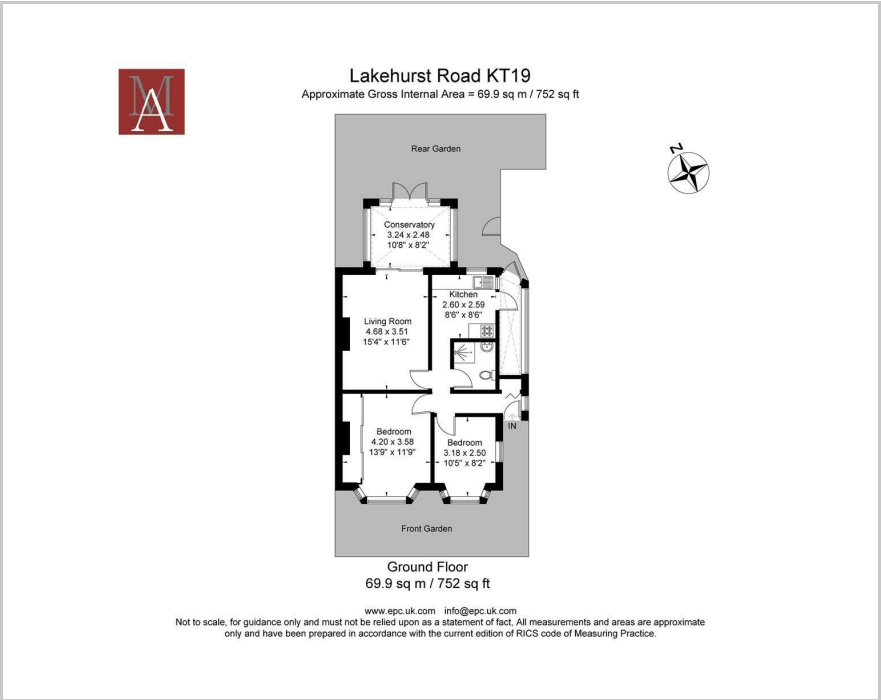 MA
Lakehurst Road KT19
Approximate Gross Internal Area = 69.9 sq m / 752 sq ft
Rear Garden
N
Conservatory
3.24 x 2.48
10'8" x 8'2"
Kitchen
2.60 x 2.59
8'6" x 8'6"
Living Room
4.68 x 3.51
15'4" x 11'6"
IN
Bedroom
4.20 x 3.58
13'9" x 11'9"
Bedroom
3.18 x 2.50
10'5" x 8'2"
Front Garden
Ground Floor
69.9 sq m / 752 sq ft
www.epc.uk.com info@epc.uk.com
Not to scale, for guidance only and must not be relied upon as a statement of fact, All measurements and areas are approximate
only and have been prepared in accordance with the current edition of RICS code of Measuring Practice.